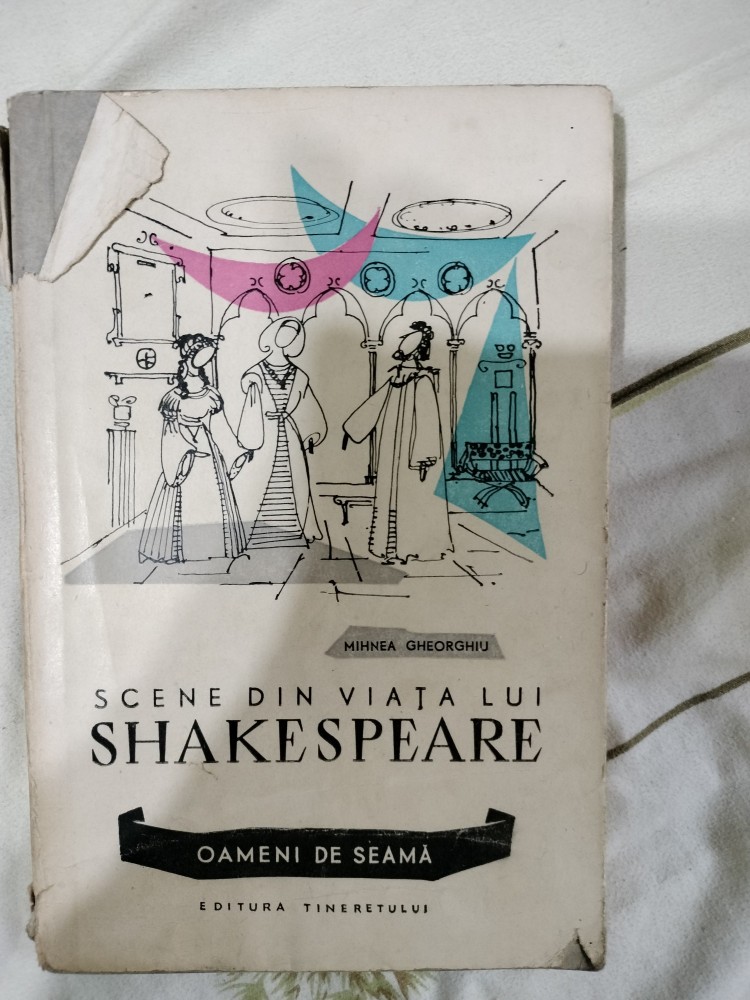 MIHNEA GHEORGHIU
SCENE DIN VIAȚA LUI
SHAKESPEARE
OAMENI DE SEAMĂ
EDITURA TINERETULUI